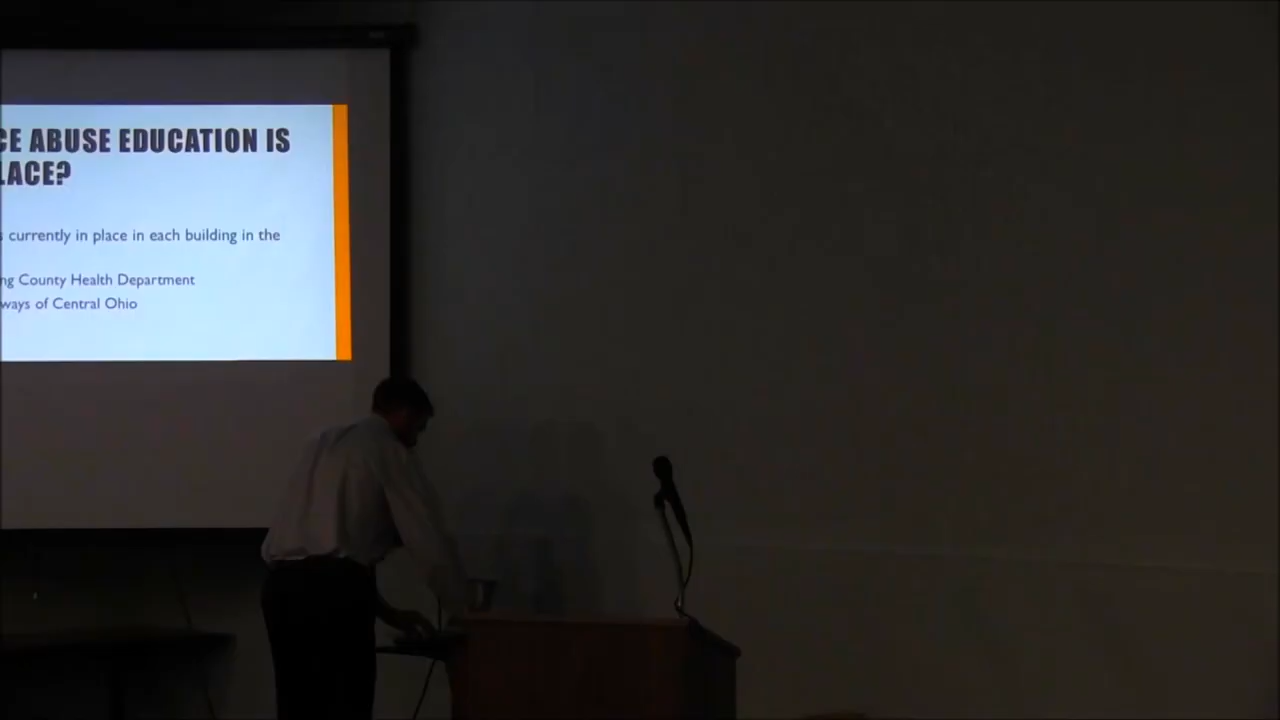 CE ABUSE EDUCATION IS
LACE?
s currently in place in each building in the
ng County Health Department
ways of Central Ohio